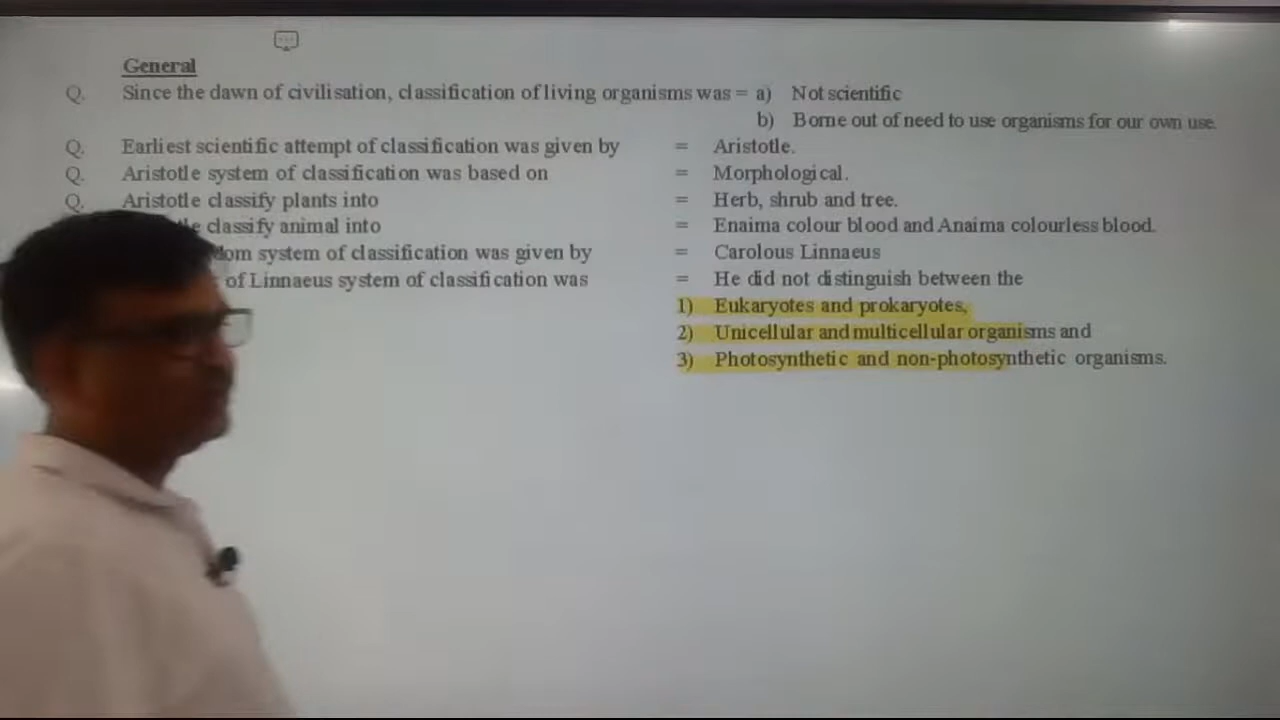 General
Q. Since the dawn of civilisation, classification of living organisms was = a) Not scientific
b) Borne out of need to use organisms for our own use.
Q. Earliest scientific attempt of classification was given by = Aristotle.
Q. Aristotle system of classification was based on = Morphological.
Q. Aristotle classify plants into = Herb, shrub and tree.
classify animal into = Enaima colour blood and Anaima colourless blood.
system of classification was given by = Carolous Linnaeus
of Linnaeus system of classification was = He did not distinguish between the
1) Eukaryotes and prokaryotes,
2) Unicellular and multicellular organisms and
3) Photosynthetic and non-photosynthetic organisms.